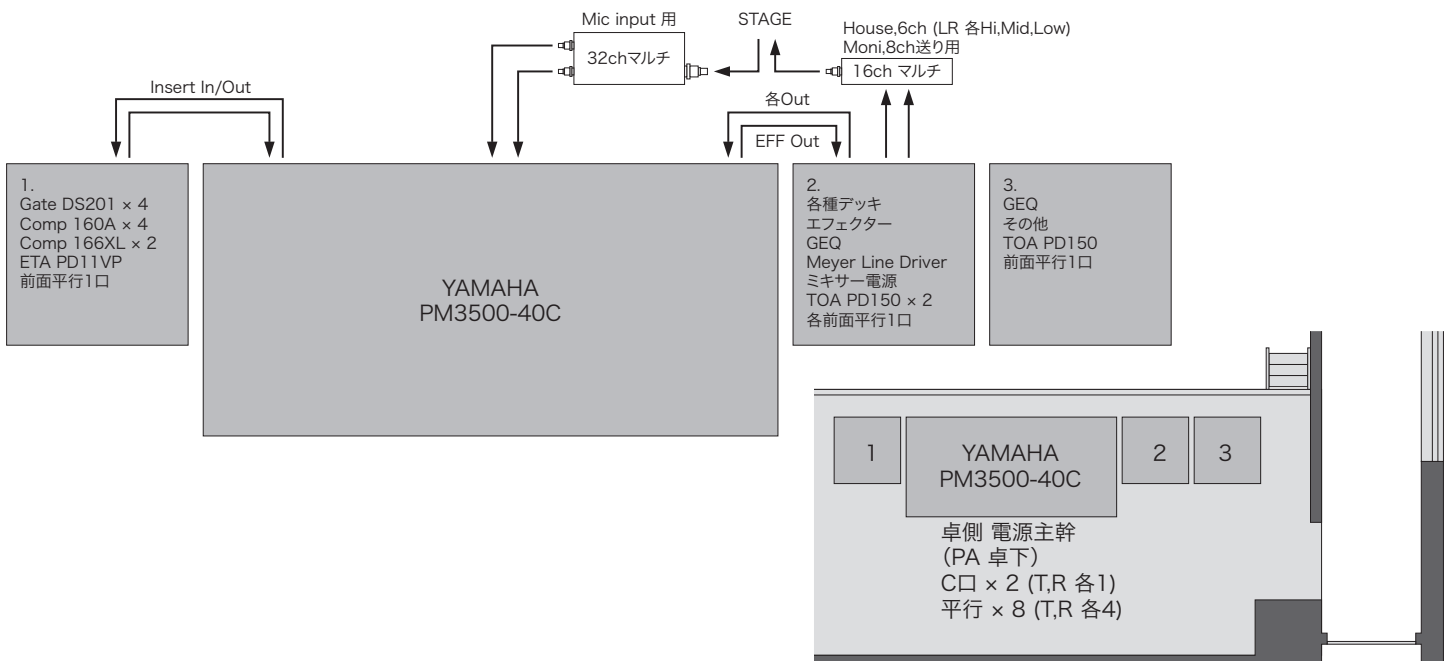 Mic input 用
STAGE
House,6ch (LR 各Hi,Mid,Low)
Moni,8ch送り用
32chマルチ
16ch マルチ
Insert In/Out
各Out
EFF Out
1.
Gate DS201 × 4
Comp 160A × 4
Comp 166XL × 2
ETA PD11VP
前面平行1口
YAMAHA
PM3500-40C
2.
各種デッキ
エフェクター
GEQ
Meyer Line Driver
ミキサー電源
TOA PD150 × 2
各前面平行1口
3.
GEQ
その他
TOA PD150
前面平行1口
1
YAMAHA
PM3500-40C
2
3
卓側 電源主幹
（PA 卓下）
C口 × 2 (T,R 各1)
平行 × 8 (T,R 各4)